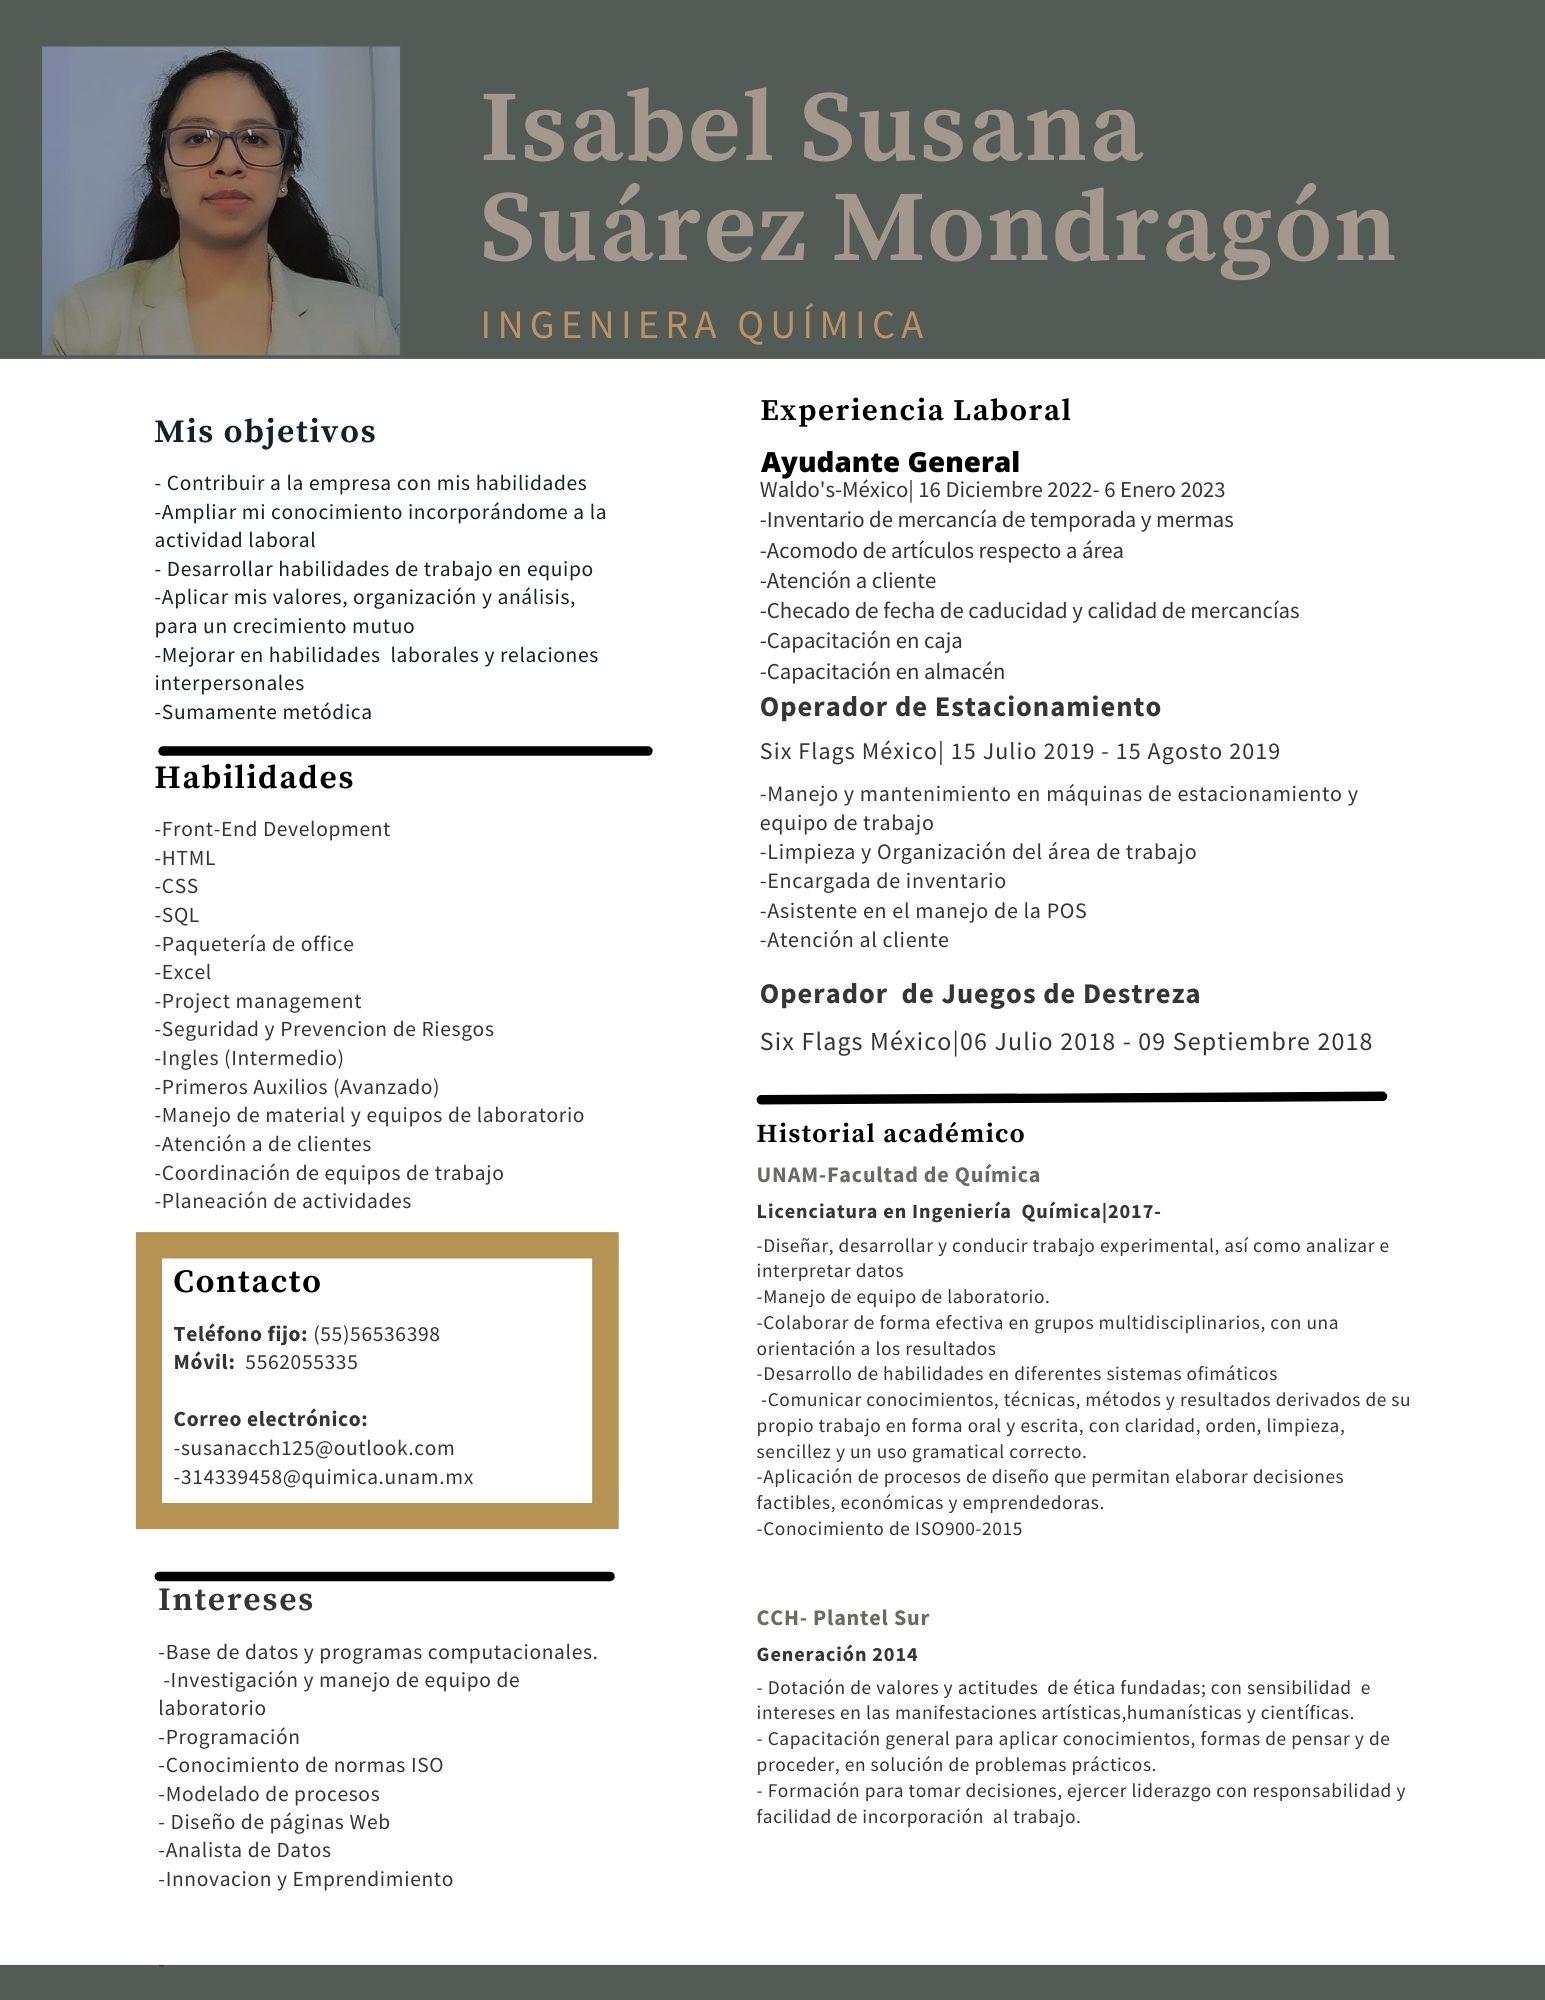 Isabel Susana
Suárez Mondragón
INGENIERA QUÍMICA
Mis objetivos
- Contribuir a la empresa con mis habilidades
-Ampliar mi conocimiento incorporándome a la
actividad laboral
- Desarrollar habilidades de trabajo en equipo
-Aplicar mis valores, organización y análisis,
para un crecimiento mutuo
-Mejorar en habilidades  laborales y relaciones
interpersonales
-Sumamente metódica
Habilidades
-Front-End Development
-HTML
-CSS
-SQL
-Paquetería de office
-Excel
-Project management
-Seguridad y Prevencion de Riesgos
-Ingles (Intermedio)
-Primeros Auxilios (Avanzado)
-Manejo de material y equipos de laboratorio
-Atención a de clientes
-Coordinación de equipos de trabajo
-Planeación de actividades
Contacto
Teléfono fijo: (55)56536398
Móvil:  5562055335
Correo electrónico:
-susanacch125@outlook.com
-314339458@quimica.unam.mx
Intereses
-Base de datos y programas computacionales.
-Investigación y manejo de equipo de
laboratorio
-Programación
-Conocimiento de normas ISO
-Modelado de procesos
- Diseño de páginas Web
-Analista de Datos
-Innovacion y Emprendimiento
-
Experiencia Laboral
Ayudante General
Waldo's-México| 16 Diciembre 2022- 6 Enero 2023
-Inventario de mercancía de temporada y mermas
-Acomodo de artículos respecto a área
-Atención a cliente
-Checado de fecha de caducidad y calidad de mercancías
-Capacitación en caja
-Capacitación en almacén
Operador de Estacionamiento
Six Flags México| 15 Julio 2019 - 15 Agosto 2019
-Manejo y mantenimiento en máquinas de estacionamiento y
equipo de trabajo
-Limpieza y Organización del área de trabajo
-Encargada de inventario
-Asistente en el manejo de la POS
-Atención al cliente
Operador  de Juegos de Destreza
Six Flags México|06 Julio 2018 - 09 Septiembre 2018
Historial académico
UNAM-Facultad de Química
Licenciatura en Ingeniería  Química|2017-
-Diseñar, desarrollar y conducir trabajo experimental, así como analizar e
interpretar datos
-Manejo de equipo de laboratorio.
-Colaborar de forma efectiva en grupos multidisciplinarios, con una
orientación a los resultados
-Desarrollo de habilidades en diferentes sistemas ofimáticos
-Comunicar conocimientos, técnicas, métodos y resultados derivados de su
propio trabajo en forma oral y escrita, con claridad, orden, limpieza,
sencillez y un uso gramatical correcto.
-Aplicación de procesos de diseño que permitan elaborar decisiones
factibles, económicas y emprendedoras.
-Conocimiento de ISO900-2015
CCH- Plantel Sur
Generación 2014
- Dotación de valores y actitudes  de ética fundadas; con sensibilidad  e
intereses en las manifestaciones artísticas,humanísticas y científicas.
- Capacitación general para aplicar conocimientos, formas de pensar y de
proceder, en solución de problemas prácticos.
- Formación para tomar decisiones, ejercer liderazgo con responsabilidad y
facilidad de incorporación  al trabajo.